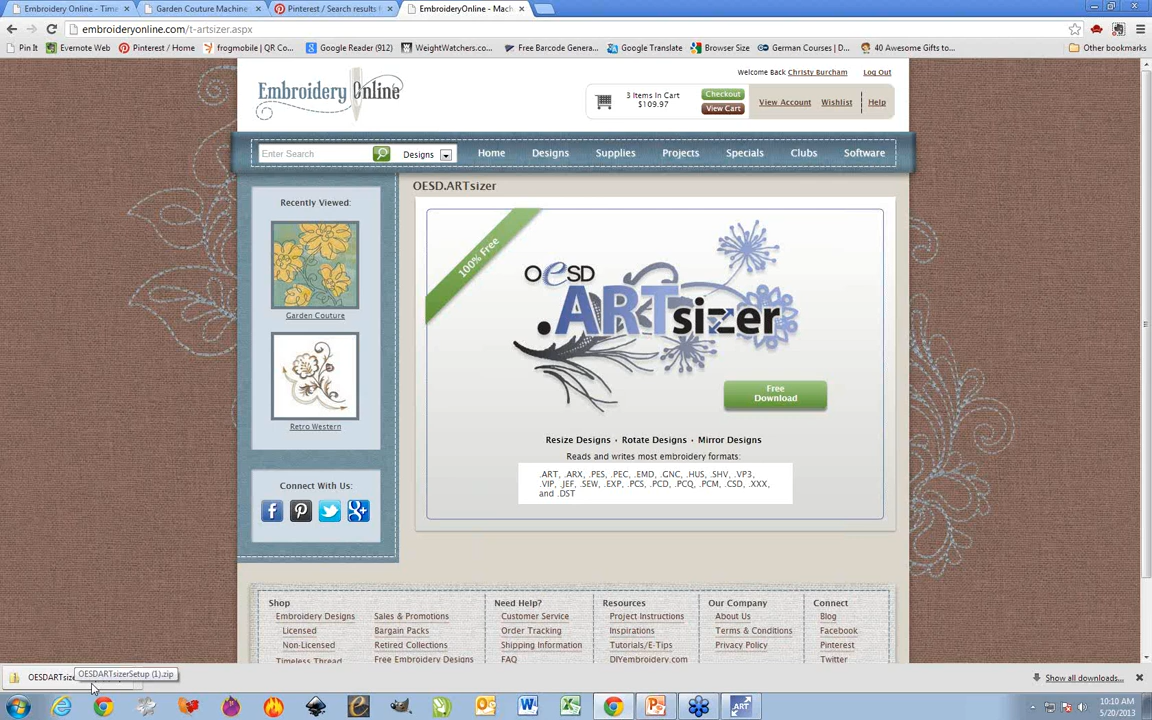 Embroidery Online - Time
Garden Couture Machine
Pinterest / Search results f
EmbroideryOnline - Mach
embroideryonline.com/t-artsizer.aspx
Pin It
Evernote Web
Pinterest / Home
frogmobile | QR Co...
Google Reader (912)
WeightWatchers.co...
Free Barcode Genera...
Google Translate
Browser Size
German Courses | D...
40 Awesome Gifts to...
Other bookmarks
Embroidery Online
Welcome Back Christy Burcham
Log Out
3 Items In Cart
$109.97
Checkout
View Cart
View Account
Wishlist
Help
Enter Search
Designs
Home
Designs
Supplies
Projects
Specials
Clubs
Software
Recently Viewed:
Garden Couture
Retro Western
Connect With Us:
OESD.ARTsizer
100% Free
OESD
.ARTsizer
Free
Download
Resize Designs • Rotate Designs • Mirror Designs
Reads and writes most embroidery formats:
.ART, .ARX, .PES, .PEC, .EMD, .GNC, .HUS, .SHV, .VP3,
.VIP, .JEF, .SEW, .EXP, .PCS, .PCD, .PCQ, .PCM, .CSD, .XXX,
and .DST
Shop
Embroidery Designs
Licensed
Non-Licensed
Timeless Thread
Sales & Promotions
Bargain Packs
Retired Collections
Free Embroidery Designs
Need Help?
Customer Service
Order Tracking
Shipping Information
FAQ
Resources
Project Instructions
Inspirations
Tutorials/E-Tips
DIYembroidery.com
Our Company
About Us
Terms & Conditions
Privacy Policy
Connect
Blog
Facebook
Pinterest
Twitter
OESDARTsize
OESDARTsizerSetup (1).zip
Show all downloads...
ART
10:10 AM
5/20/2013